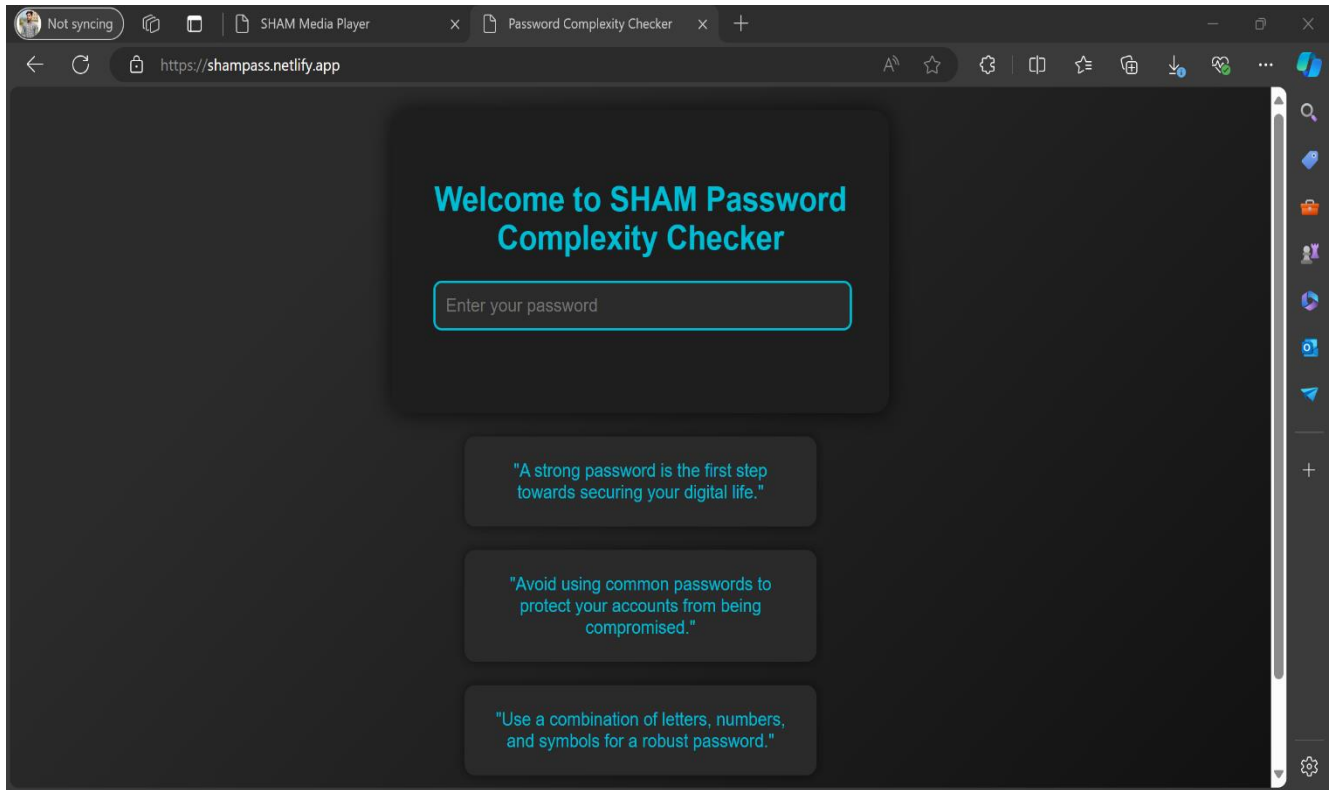 Not syncing
SHAM Media Player
Password Complexity Checker
https://shampass.netlify.app
Welcome to SHAM Password
Complexity Checker
Enter your password
"A strong password is the first step
towards securing your digital life."
"Avoid using common passwords to
protect your accounts from being
compromised."
"Use a combination of letters, numbers,
and symbols for a robust password."